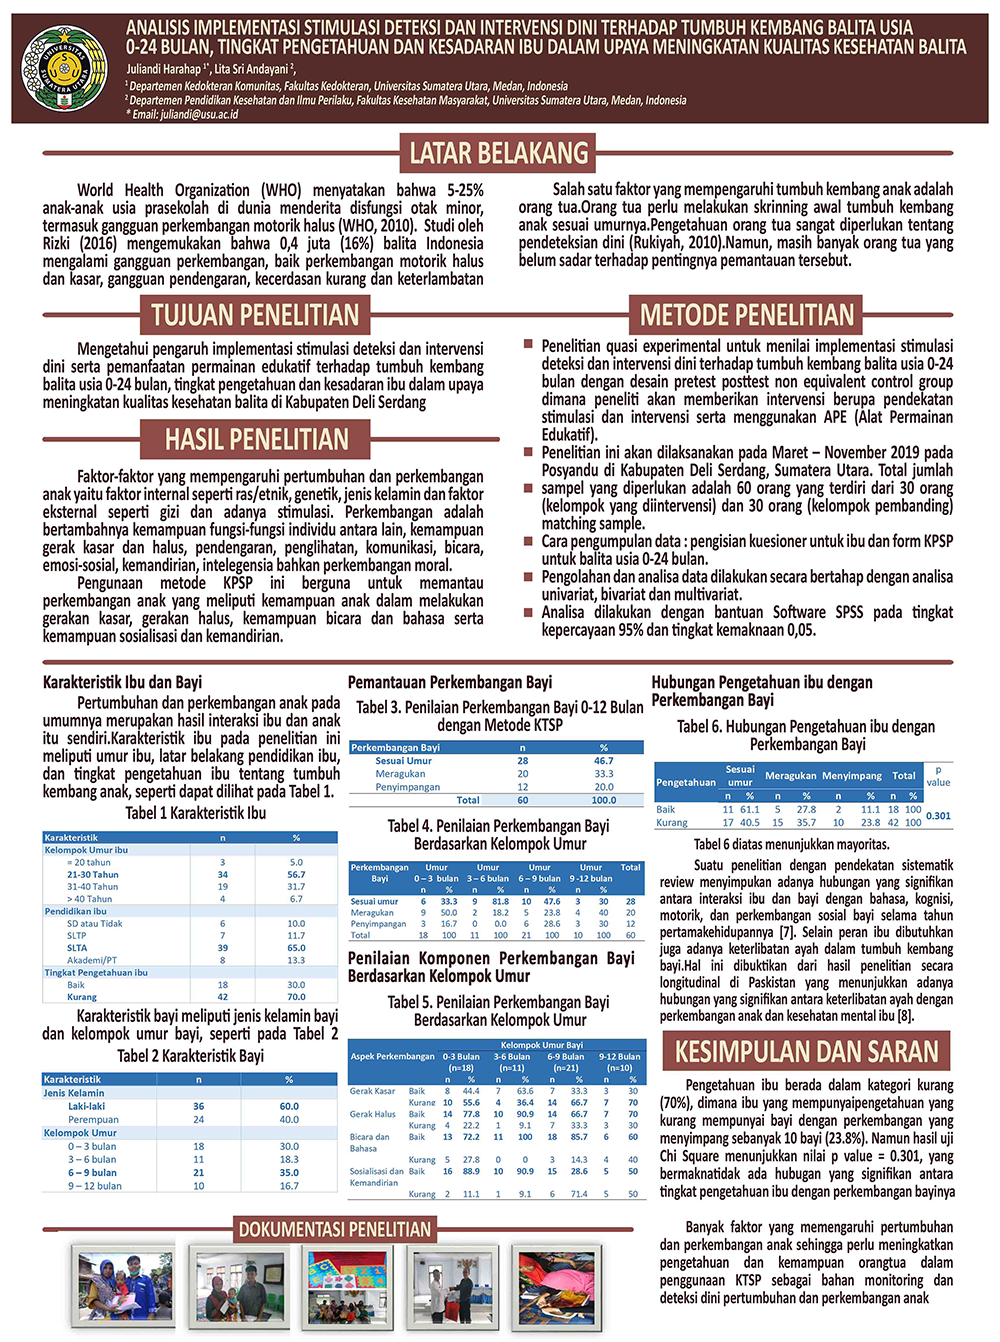 ANALISIS IMPLEMENTASI STIMULASI DETEKSI DAN INTERVENSI DINI TERHADAP TUMBUH KEMBANG BALITA USIA
0-24 BULAN, TINGKAT PENGETAHUAN DAN KESADARAN IBU DALAM UPAYA MENINGKATAN KUALITAS KESEHATAN BALITA
Juliandi Harahap 1*, Lita Sri Andayani 2,
1 Departemen Kedokteran Komunitas, Fakultas Kedokteran, Universitas Sumatera Utara, Medan, Indonesia
2 Departemen Pendidikan Kesehatan dan Ilmu Perilaku, Fakultas Kesehatan Masyarakat, Universitas Sumatera Utara, Medan, Indonesia
* Email: juliandi@usu.ac.id
UNIVERSITAS
SUMATERA UTARA
LATAR BELAKANG
World Health Organization (WHO) menyatakan bahwa 5-25%
anak-anak usia prasekolah di dunia menderita disfungsi otak minor,
termasuk gangguan perkembangan motorik halus (WHO, 2010). Studi oleh
Rizki (2016) mengemukakan bahwa 0,4 juta (16%) balita Indonesia
mengalami gangguan perkembangan, baik perkembangan motorik halus
dan kasar, gangguan pendengaran, kecerdasan kurang dan keterlambatan
Salah satu faktor yang mempengaruhi tumbuh kembang anak adalah
orang tua.Orang tua perlu melakukan skrinning awal tumbuh kembang
anak sesuai umurnya.Pengetahuan orang tua sangat diperlukan tentang
pendeteksian dini (Rukiyah, 2010).Namun, masih banyak orang tua yang
belum sadar terhadap pentingnya pemantauan tersebut.
TUJUAN PENELITIAN
Mengetahui pengaruh implementasi stimulasi deteksi dan intervensi
dini serta pemanfaatan permainan edukatif terhadap tumbuh kembang
balita usia 0-24 bulan, tingkat pengetahuan dan kesadaran ibu dalam upaya
meningkatan kualitas kesehatan balita di Kabupaten Deli Serdang
HASIL PENELITIAN
Faktor-faktor yang mempengaruhi pertumbuhan dan perkembangan
anak yaitu faktor internal seperti ras/etnik, genetik, jenis kelamin dan faktor
eksternal seperti gizi dan adanya stimulasi. Perkembangan adalah
bertambahnya kemampuan fungsi-fungsi individu antara lain, kemampuan
gerak kasar dan halus, pendengaran, penglihatan, komunikasi, bicara,
emosi-sosial, kemandirian, intelegensia bahkan perkembangan moral.
Pengunaan metode KPSP ini berguna untuk memantau
perkembangan anak yang meliputi kemampuan anak dalam melakukan
gerakan kasar, gerakan halus, kemampuan bicara dan bahasa serta
kemampuan sosialisasi dan kemandirian.
METODE PENELITIAN
Penelitian quasi experimental untuk menilai implementasi stimulasi
deteksi dan intervensi dini terhadap tumbuh kembang balita usia 0-24
bulan dengan desain pretest posttest non equivalent control group
dimana peneliti akan memberikan intervensi berupa pendekatan
stimulasi dan intervensi serta menggunakan APE (Alat Permainan
Edukatif).
Penelitian ini akan dilaksanakan pada Maret – November 2019 pada
Posyandu di Kabupaten Deli Serdang, Sumatera Utara. Total jumlah
sampel yang diperlukan adalah 60 orang yang terdiri dari 30 orang
(kelompok yang diintervensi) dan 30 orang (kelompok pembanding)
matching sample.
Cara pengumpulan data : pengisian kuesioner untuk ibu dan form KPSP
untuk balita usia 0-24 bulan.
Pengolahan dan analisa data dilakukan secara bertahap dengan analisa
univariat, bivariat dan multivariat.
Analisa dilakukan dengan bantuan Software SPSS pada tingkat
kepercayaan 95% dan tingkat kemaknaan 0,05.
Karakteristik Ibu dan Bayi
Pertumbuhan dan perkembangan anak pada
umumnya merupakan hasil interaksi ibu dan anak
itu sendiri.Karakteristik ibu pada penelitian ini
meliputi umur ibu, latar belakang pendidikan ibu,
dan tingkat pengetahuan ibu tentang tumbuh
kembang anak, seperti dapat dilihat pada Tabel 1.
Tabel 1 Karakteristik Ibu
Karakteristik n %
Kelompok Umur ibu
= 20 tahun 3 5.0
21-30 Tahun 34 56.7
31-40 Tahun 19 31.7
> 40 Tahun 4 6.7
Pendidikan ibu
SD atau Tidak 6 10.0
SLTP 7 11.7
SLTA 39 65.0
Akademi/PT 8 13.3
Tingkat Pengetahuan ibu
Baik 18 30.0
Kurang 42 70.0
Karakteristik bayi meliputi jenis kelamin bayi
dan kelompok umur bayi, seperti pada Tabel 2
Tabel 2 Karakteristik Bayi
Karakteristik n %
Jenis Kelamin
Laki-laki 36 60.0
Perempuan 24 40.0
Kelompok Umur
0 – 3 bulan 18 30.0
3 – 6 bulan 11 18.3
6 – 9 bulan 21 35.0
9 – 12 bulan 10 16.7
Pemantauan Perkembangan Bayi
Tabel 3. Penilaian Perkembangan Bayi 0-12 Bulan
dengan Metode KTSP
Perkembangan Bayi n %
Sesuai Umur 28 46.7
Meragukan 20 33.3
Penyimpangan 12 20.0
Total 60 100.0
Tabel 4. Penilaian Perkembangan Bayi
Berdasarkan Kelompok Umur
Perkembangan Umur Umur Umur Umur Total
Bayi 0 – 3 bulan 3 – 6 bulan 6 – 9 bulan 9 -12 bulan
n % n % n % n %
Sesuai umur 6 33.3 9 81.8 10 47.6 3 30 28
Meragukan 9 50.0 2 18.2 5 23.8 4 40 20
Penyimpangan 3 16.7 0 0.0 6 28.6 3 30 12
Total 18 100 11 100 21 100 10 100 60
Penilaian Komponen Perkembangan Bayi
Berdasarkan Kelompok Umur
Tabel 5. Penilaian Perkembangan Bayi
Berdasarkan Kelompok Umur
Kelompok Umur Bayi
Aspek Perkembangan 0-3 Bulan 3-6 Bulan 6-9 Bulan 9-12 Bulan
(n=18) (n=11) (n=21) (n=10)
n % n % n % n %
Gerak Kasar Baik 8 44.4 7 63.6 7 33.3 3 30
Kurang 10 55.6 4 36.4 14 66.7 7 70
Gerak Halus Baik 14 77.8 10 90.9 14 66.7 7 70
Kurang 4 22.2 1 9.1 7 33.3 3 30
Bicara dan Baik 13 72.2 11 100 18 85.7 6 60
Bahasa
Kurang 5 27.8 0 0 3 14.3 4 40
Sosialisasi dan Baik 16 88.9 10 90.9 15 28.6 5 50
Kemandirian
Kurang 2 11.1 1 9.1 6 71.4 5 50
Hubungan Pengetahuan ibu dengan
Perkembangan Bayi
Tabel 6. Hubungan Pengetahuan ibu dengan
Perkembangan Bayi
Pengetahuan Sesuai umur Meragukan Menyimpang Total p value
n % n % n % n %
Baik 11 61.1 5 27.8 2 11.1 18 100 0.301
Kurang 17 40.5 15 35.7 10 23.8 42 100
Tabel 6 diatas menunjukkan mayoritas.
Suatu penelitian dengan pendekatan sistematik
review menyimpukan adanya hubungan yang signifikan
antara interaksi ibu dan bayi dengan bahasa, kognisi,
motorik, dan perkembangan sosial bayi selama tahun
pertamakehidupannya [7]. Selain peran ibu dibutuhkan
juga adanya keterlibatan ayah dalam tumbuh kembang
bayi.Hal ini dibuktikan dari hasil penelitian secara
longitudinal di Paskistan yang menunjukkan adanya
hubungan yang signifikan antara keterlibatan ayah dengan
perkembangan anak dan kesehatan mental ibu [8].
KESIMPULAN DAN SARAN
Pengetahuan ibu berada dalam kategori kurang
(70%), dimana ibu yang mempunyaipengetahuan yang
kurang mempunyai bayi dengan perkembangan yang
menyimpang sebanyak 10 bayi (23.8%). Namun hasil uji
Chi Square menunjukkan nilai p value = 0.301, yang
bermaknatidak ada hubugan yang signifikan antara
tingkat pengetahuan ibu dengan perkembangan bayinya
Banyak faktor yang memengaruhi pertumbuhan
dan perkembangan anak sehingga perlu meningkatkan
pengetahuan dan kemampuan orangtua dalam
penggunaan KTSP sebagai bahan monitoring dan
deteksi dini pertumbuhan dan perkembangan anak
DOKUMENTASI PENELITIAN